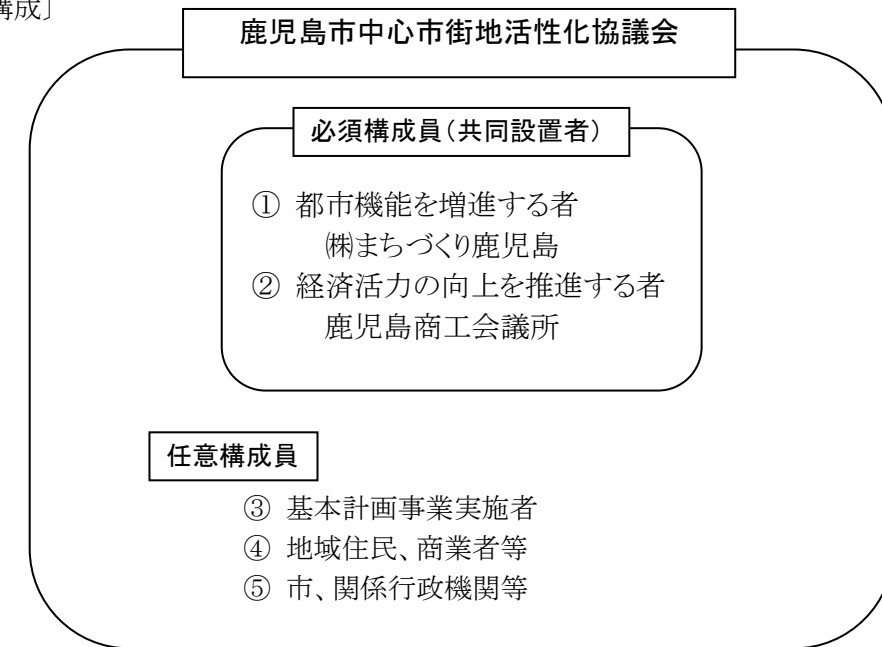 構成〕
鹿児島市中心市街地活性化協議会
必須構成員（共同設置者）
① 都市機能を増進する者
㈱まちづくり鹿児島
② 経済活力の向上を推進する者
鹿児島商工会議所
任意構成員
③ 基本計画事業実施者
④ 地域住民、商業者等
⑤ 市、関係行政機関等